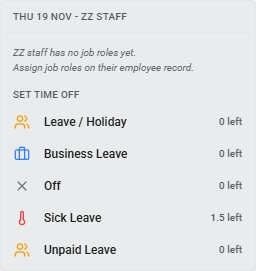 THU 19 NOV - ZZ STAFF
ZZ staff has no job roles yet.
Assign job roles on their employee record.
SET TIME OFF
Leave / Holiday 0 left
Business Leave 0 left
Off 0 left
Sick Leave 1.5 left
Unpaid Leave 0 left